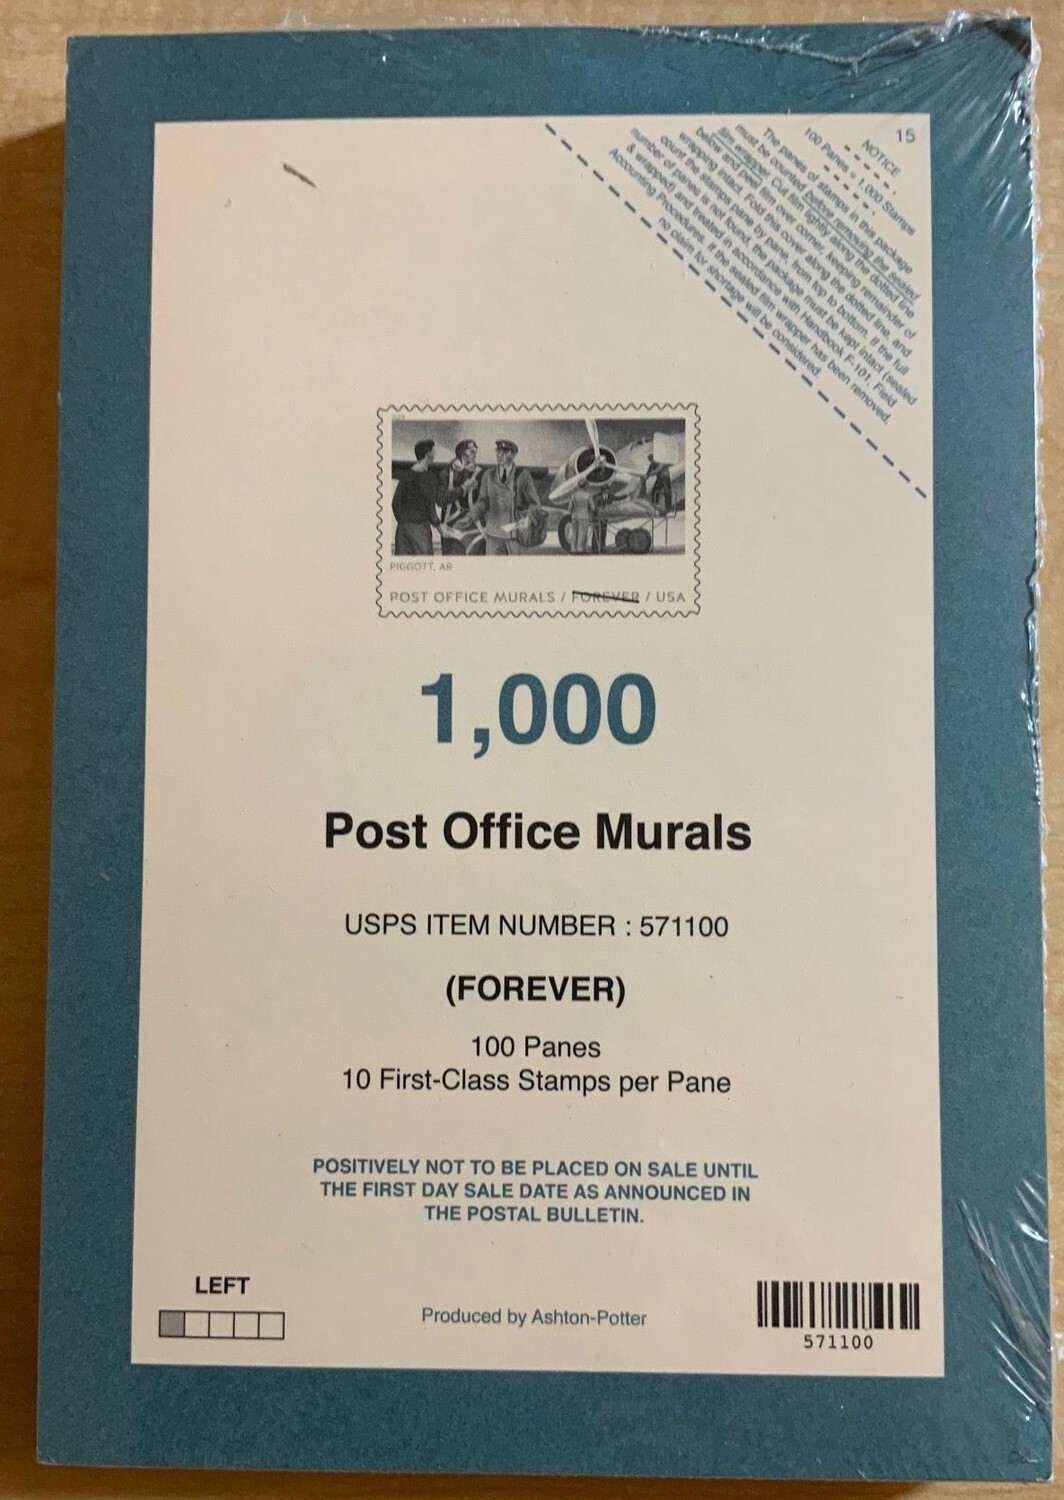 15
NOTICE
100 Panes = 1,000 Stamps
The panes of stamps in this package
must be counted before removing the sealed
film wrapper. Cut film lightly along the dotted line
below and peel film over corner, keeping remainder of
wrapping intact. Fold this cover along the dotted line, and
count the stamps pane by pane, from top to bottom. If the full
number of panes is not found, the package must be kept intact (sealed
& wrapped) and treated in accordance with Handbook F-101, Field
Accounting Procedures. If the sealed film wrapper has been removed,
no claim for shortage will be considered.
PIGGOTT, AR
POST OFFICE MURALS / FOREVER / USA
1,000
Post Office Murals
USPS ITEM NUMBER : 571100
(FOREVER)
100 Panes
10 First-Class Stamps per Pane
POSITIVELY NOT TO BE PLACED ON SALE UNTIL
THE FIRST DAY SALE DATE AS ANNOUNCED IN
THE POSTAL BULLETIN.
LEFT
Produced by Ashton-Potter
571100